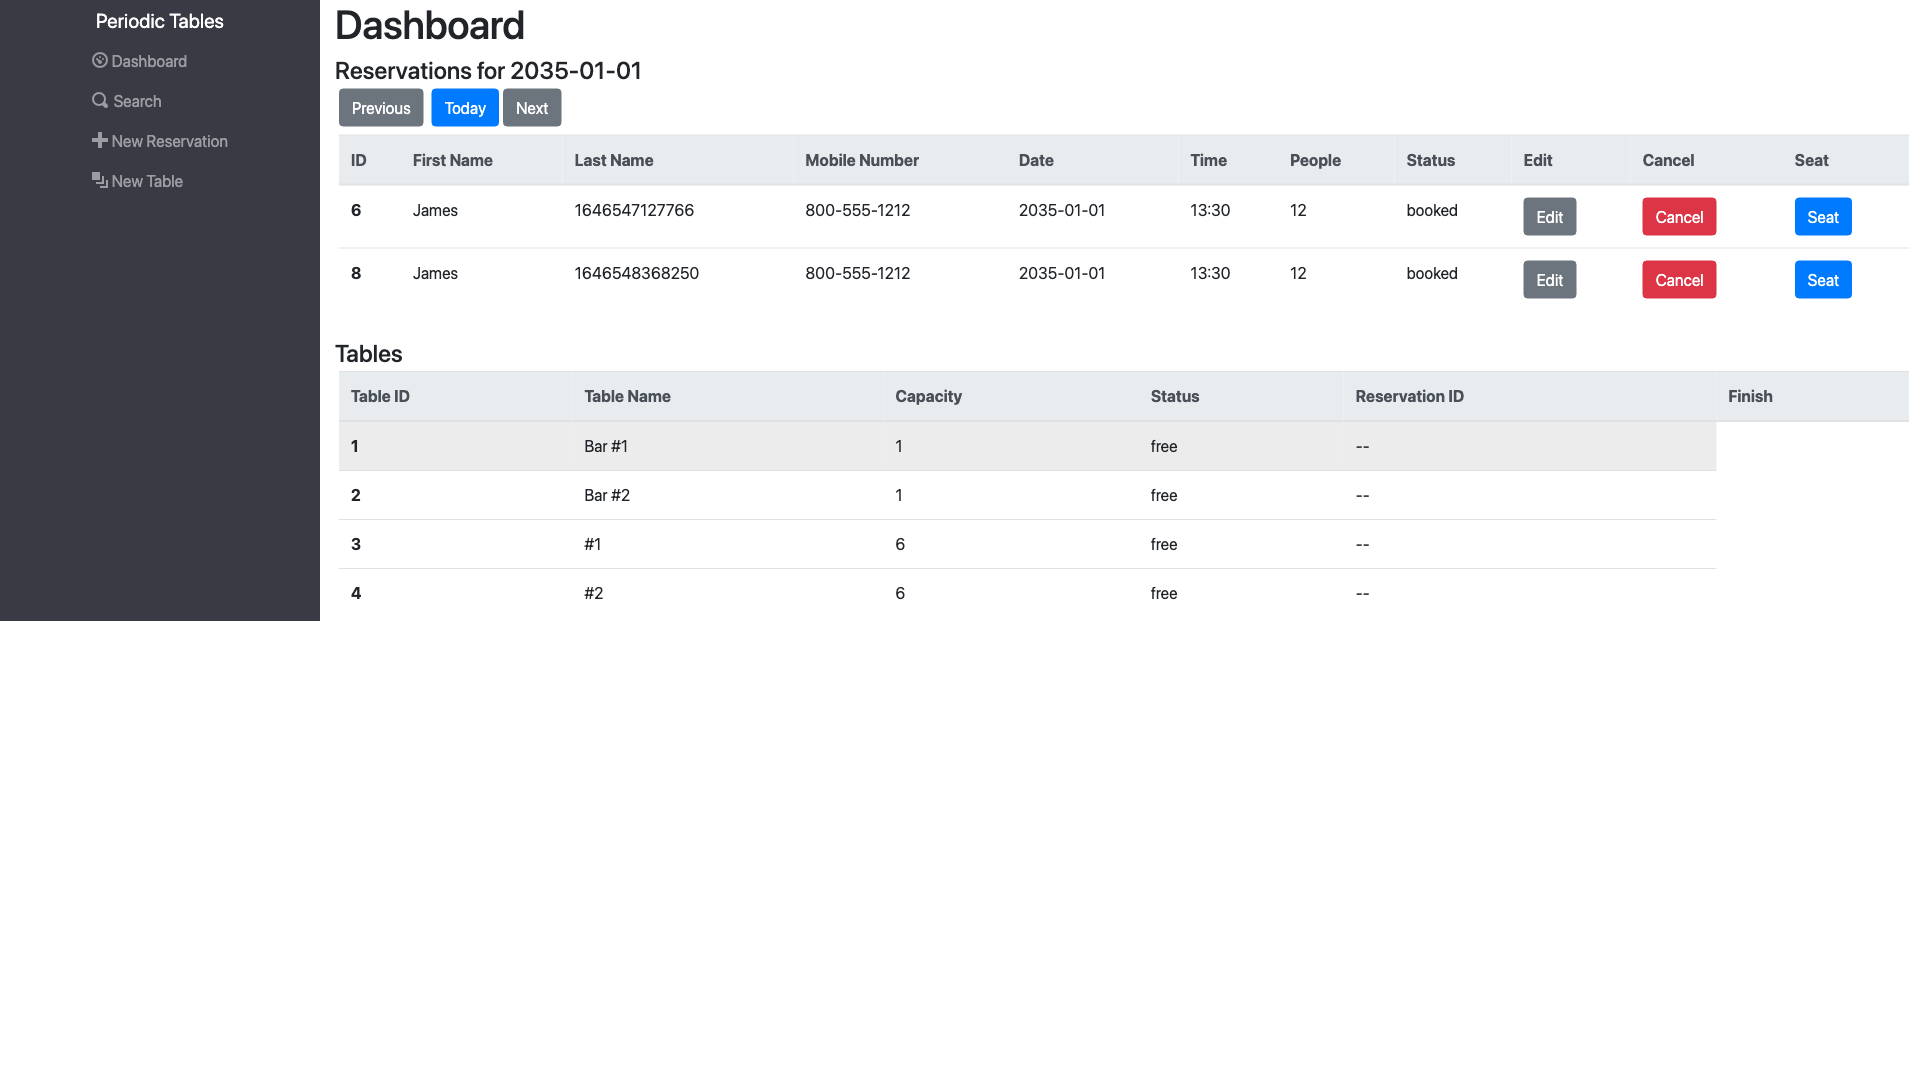 Periodic Tables
Dashboard
Search
New Reservation
New Table
Dashboard
Reservations for 2035-01-01
Previous Today Next
ID First Name Last Name Mobile Number Date Time People Status Edit Cancel Seat
6 James 1646547127766 800-555-1212 2035-01-01 13:30 12 booked Edit Cancel Seat
8 James 1646548368250 800-555-1212 2035-01-01 13:30 12 booked Edit Cancel Seat
Tables
Table ID Table Name Capacity Status Reservation ID Finish
1 Bar #1 1 free --
2 Bar #2 1 free --
3 #1 6 free --
4 #2 6 free --